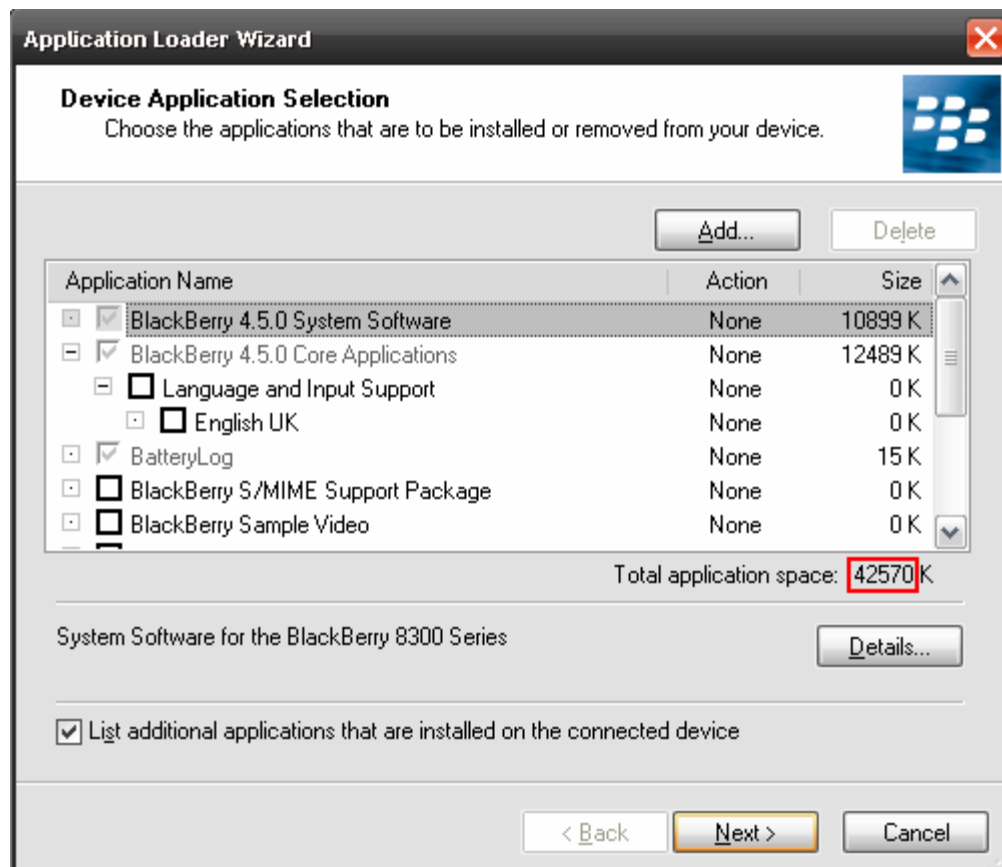 Application Loader Wizard
Device Application Selection
Choose the applications that are to be installed or removed from your device.
Add... Delete
Application Name Action Size
BlackBerry 4.5.0 System Software None 10899 K
BlackBerry 4.5.0 Core Applications None 12489 K
Language and Input Support None 0 K
English UK None 0 K
BatteryLog None 15 K
BlackBerry S/MIME Support Package None 0 K
BlackBerry Sample Video None 0 K
Total application space: 42570 K
System Software for the BlackBerry 8300 Series
Details...
List additional applications that are installed on the connected device
< Back Next > Cancel